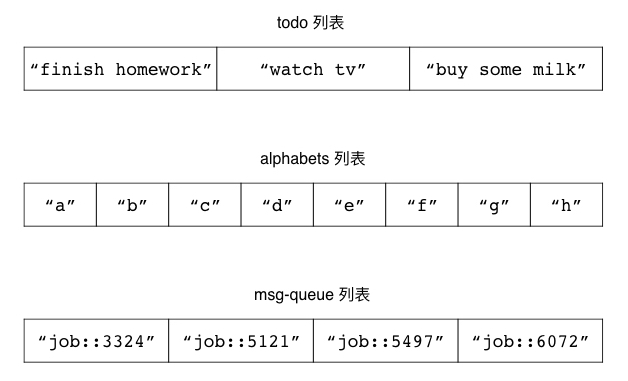 todo 列表
“finish homework” “watch tv” “buy some milk”
alphabets 列表
“a” “b” “c” “d” “e” “f” “g” “h”
msg-queue 列表
“job::3324” “job::5121” “job::5497” “job::6072”